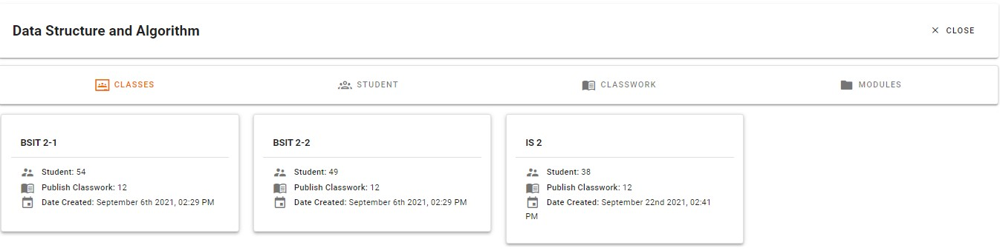 Data Structure and Algorithm
CLOSE
CLASSES
STUDENT
CLASSWORK
MODULES
BSIT 2-1
Student: 54
Publish Classwork: 12
Date Created: September 6th 2021, 02:29 PM
BSIT 2-2
Student: 49
Publish Classwork: 12
Date Created: September 6th 2021, 02:29 PM
IS 2
Student: 38
Publish Classwork: 12
Date Created: September 22nd 2021, 02:41
PM